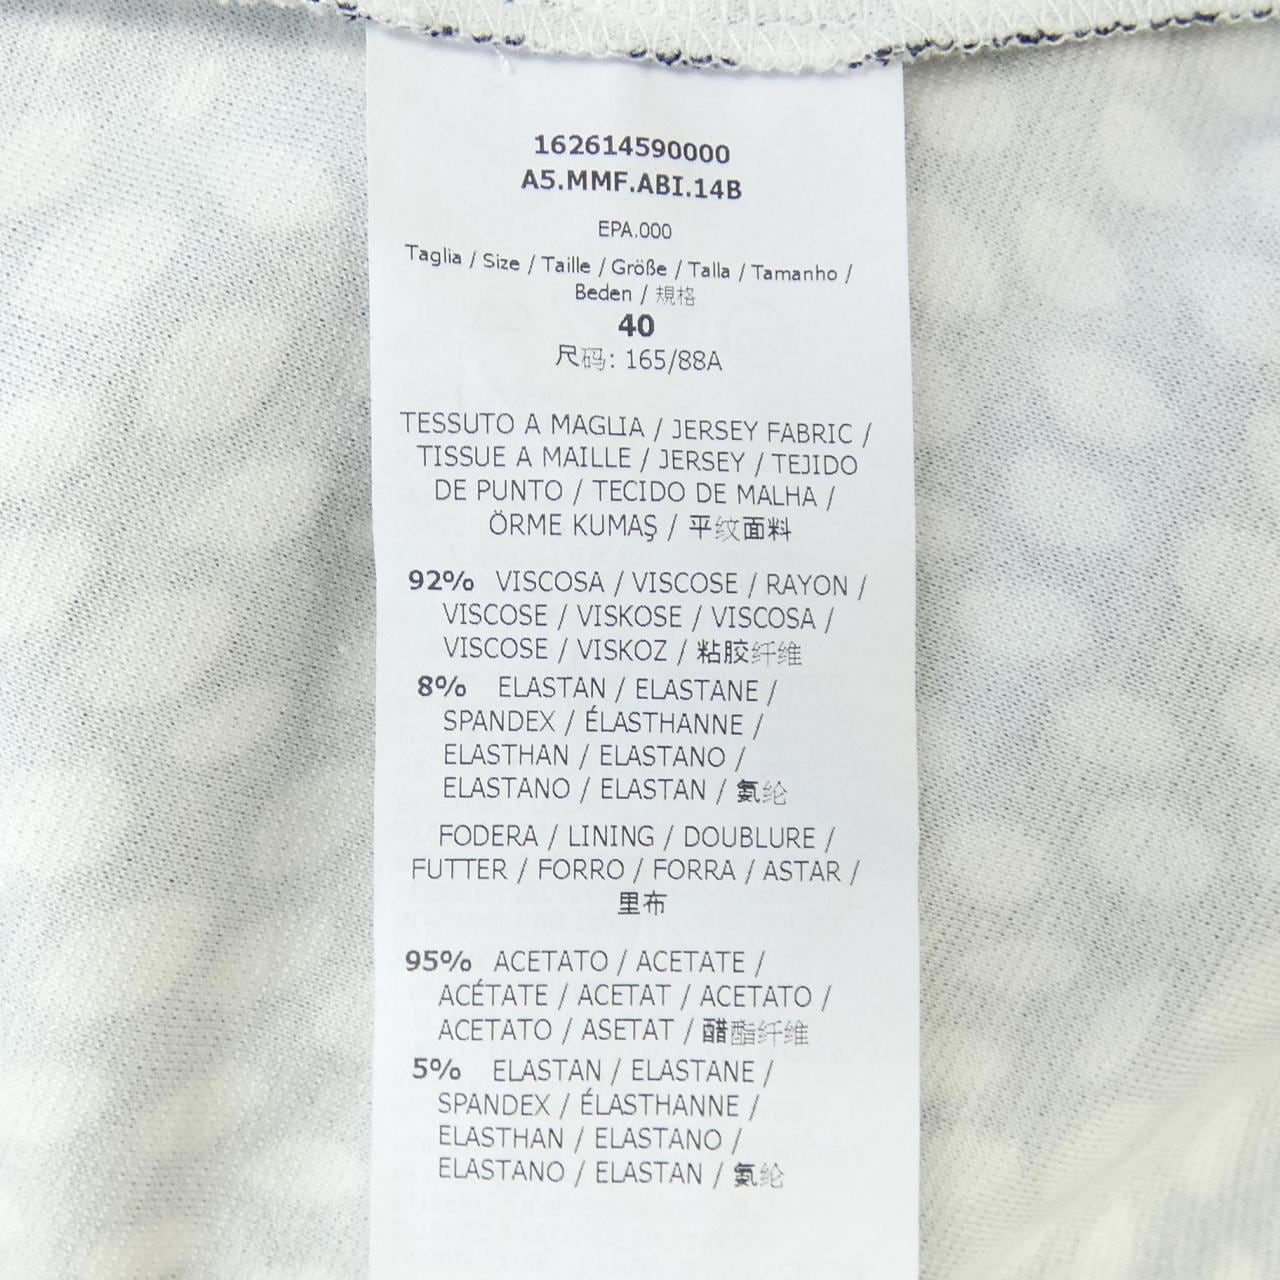 162614590000
A5.MMF.ABI.14B
EPA.000
Taglia / Size / Taille / Größe / Talla / Tamanho /
Beden / 規格
40
尺码: 165/88A
TESSUTO A MAGLIA / JERSEY FABRIC /
TISSUE A MAILLE / JERSEY / TEJIDO
DE PUNTO / TECIDO DE MALHA /
ÖRME KUMAŞ / 平纹面料
92% VISCOSA / VISCOSE / RAYON /
VISCOSE / VISKOSE / VISCOSA /
VISCOSE / VISKOZ / 粘胶纤维
8% ELASTAN / ELASTANE /
SPANDEX / ÉLASTHANNE /
ELASTHAN / ELASTANO /
ELASTANO / ELASTAN / 氨纶
FODERA / LINING / DOUBLURE /
FUTTER / FORRO / FORRA / ASTAR /
里布
95% ACETATO / ACETATE /
ACÉTATE / ACETAT / ACETATO /
ACETATO / ASETAT / 醋酯纤维
5% ELASTAN / ELASTANE /
SPANDEX / ÉLASTHANNE /
ELASTHAN / ELASTANO /
ELASTANO / ELASTAN / 氨纶